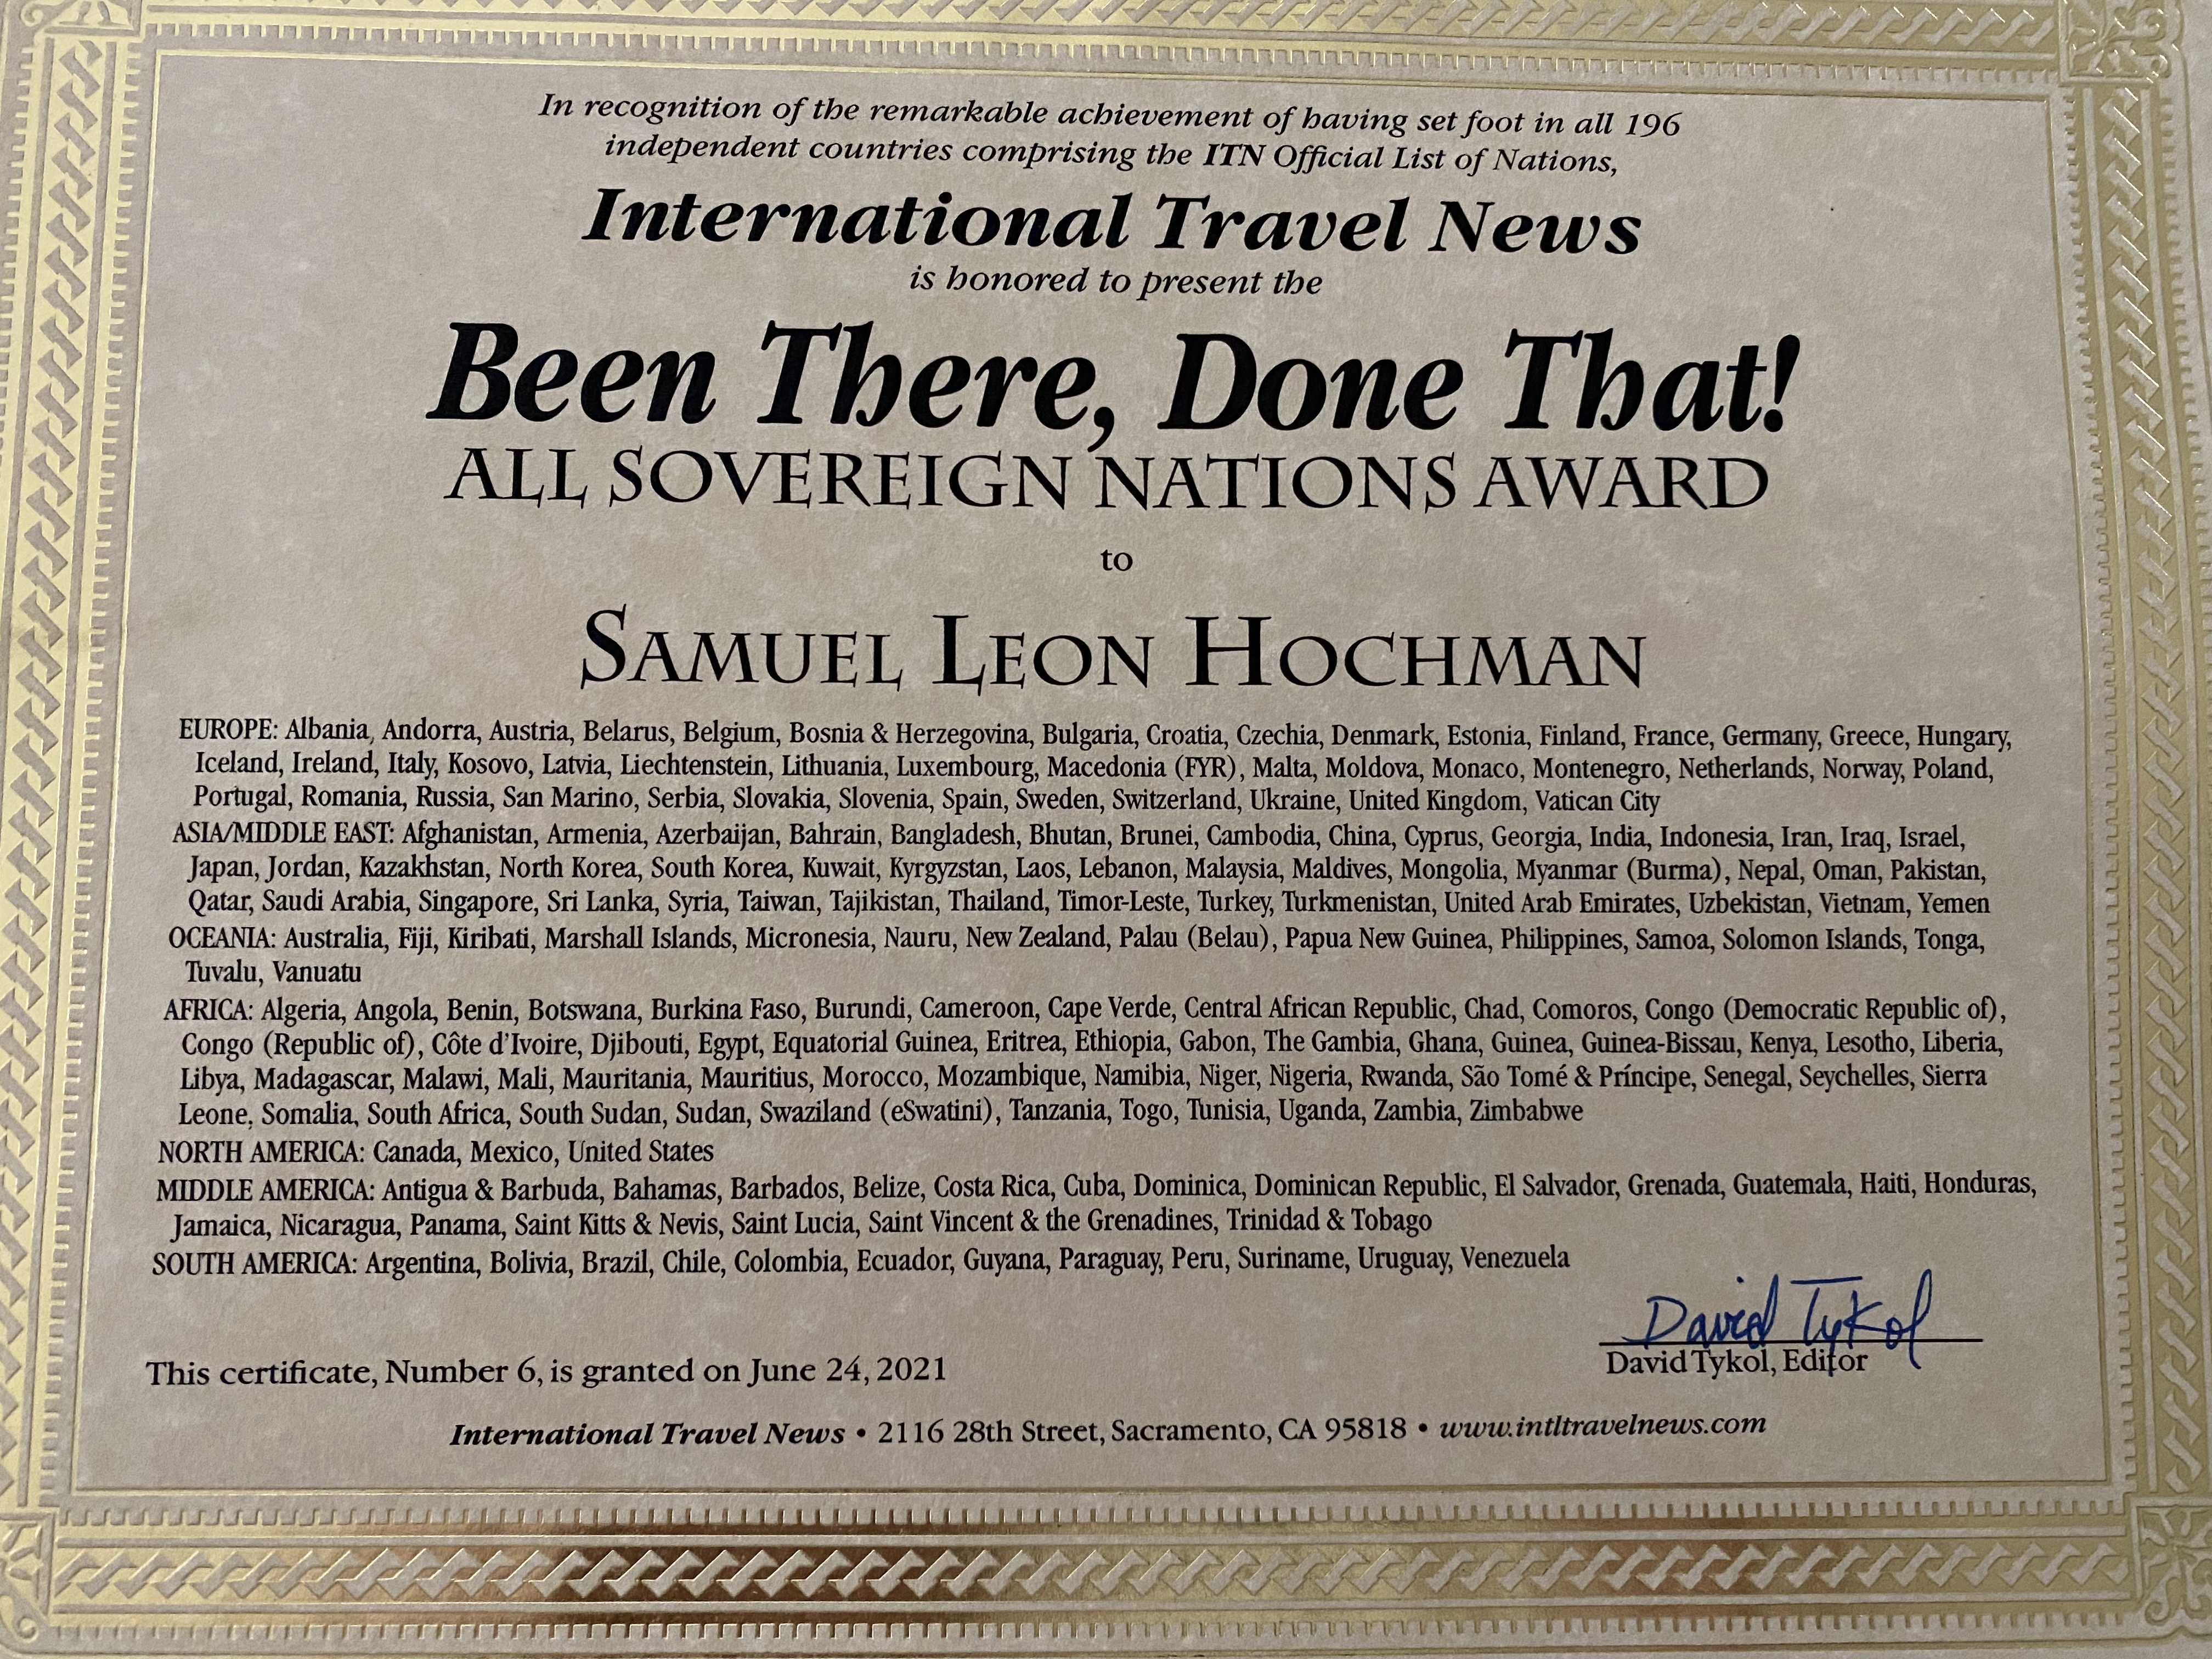 In recognition of the remarkable achievement of having set foot in all 196
independent countries comprising the ITN Official List of Nations,
International Travel News
is honored to present the
Been There, Done That!
ALL SOVEREIGN NATIONS AWARD
to
SAMUEL LEON HOCHMAN
EUROPE: Albania, Andorra, Austria, Belarus, Belgium, Bosnia & Herzegovina, Bulgaria, Croatia, Czechia, Denmark, Estonia, Finland, France, Germany, Greece, Hungary,
Iceland, Ireland, Italy, Kosovo, Latvia, Liechtenstein, Lithuania, Luxembourg, Macedonia (FYR), Malta, Moldova, Monaco, Montenegro, Netherlands, Norway, Poland,
Portugal, Romania, Russia, San Marino, Serbia, Slovakia, Slovenia, Spain, Sweden, Switzerland, Ukraine, United Kingdom, Vatican City
ASIA/MIDDLE EAST: Afghanistan, Armenia, Azerbaijan, Bahrain, Bangladesh, Bhutan, Brunei, Cambodia, China, Cyprus, Georgia, India, Indonesia, Iran, Iraq, Israel,
Japan, Jordan, Kazakhstan, North Korea, South Korea, Kuwait, Kyrgyzstan, Laos, Lebanon, Malaysia, Maldives, Mongolia, Myanmar (Burma), Nepal, Oman, Pakistan,
Qatar, Saudi Arabia, Singapore, Sri Lanka, Syria, Taiwan, Tajikistan, Thailand, Timor-Leste, Turkey, Turkmenistan, United Arab Emirates, Uzbekistan, Vietnam, Yemen
OCEANIA: Australia, Fiji, Kiribati, Marshall Islands, Micronesia, Nauru, New Zealand, Palau (Belau), Papua New Guinea, Philippines, Samoa, Solomon Islands, Tonga,
Tuvalu, Vanuatu
AFRICA: Algeria, Angola, Benin, Botswana, Burkina Faso, Burundi, Cameroon, Cape Verde, Central African Republic, Chad, Comoros, Congo (Democratic Republic of),
Congo (Republic of), Côte d'Ivoire, Djibouti, Egypt, Equatorial Guinea, Eritrea, Ethiopia, Gabon, The Gambia, Ghana, Guinea, Guinea-Bissau, Kenya, Lesotho, Liberia,
Libya, Madagascar, Malawi, Mali, Mauritania, Mauritius, Morocco, Mozambique, Namibia, Niger, Nigeria, Rwanda, São Tomé & Príncipe, Senegal, Seychelles, Sierra
Leone, Somalia, South Africa, South Sudan, Sudan, Swaziland (eSwatini), Tanzania, Togo, Tunisia, Uganda, Zambia, Zimbabwe
NORTH AMERICA: Canada, Mexico, United States
MIDDLE AMERICA: Antigua & Barbuda, Bahamas, Barbados, Belize, Costa Rica, Cuba, Dominica, Dominican Republic, El Salvador, Grenada, Guatemala, Haiti, Honduras,
Jamaica, Nicaragua, Panama, Saint Kitts & Nevis, Saint Lucia, Saint Vincent & the Grenadines, Trinidad & Tobago
SOUTH AMERICA: Argentina, Bolivia, Brazil, Chile, Colombia, Ecuador, Guyana, Paraguay, Peru, Suriname, Uruguay, Venezuela
David Tykol
David Tykol, Editor
This certificate, Number 6, is granted on June 24, 2021
International Travel News • 2116 28th Street, Sacramento, CA 95818 • www.intltravelnews.com